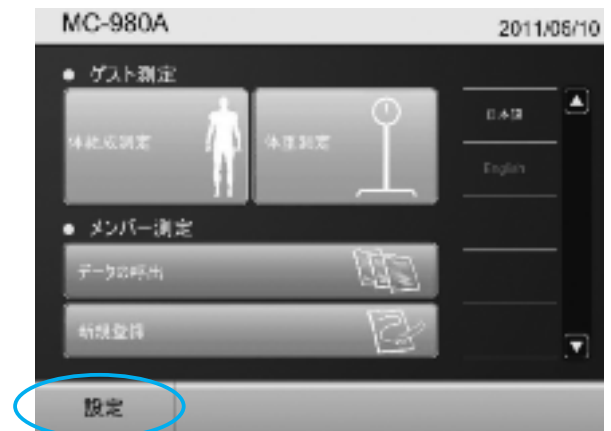 MC-980A
2011/06/10
● ゲスト測定
体組成測定
体重測定
日本語
English
● メンバー測定
データの呼出
新規登録
設定